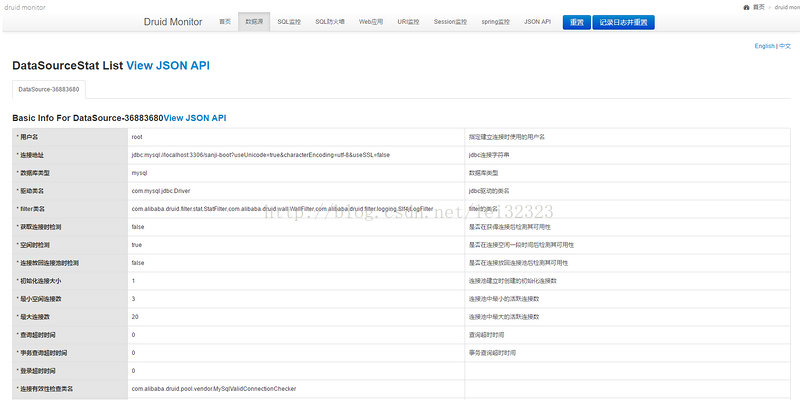 druid monitor
首页 > druid mon
Druid Monitor 首页 数据源 SQL监控 SQL防火墙 Web应用 URI监控 Session监控 spring监控 JSON API 重置 记录日志并重置
English | 中文
DataSourceStat List View JSON API
DataSource-36883680
Basic Info For DataSource-36883680View JSON API
* 用户名 root 指定建立连接时使用的用户名
* 连接地址 jdbc:mysql://localhost:3306/sanji-boot?useUnicode=true&characterEncoding=utf-8&useSSL=false jdbc连接字符串
* 数据库类型 mysql 数据库类型
* 驱动类名 com.mysql.jdbc.Driver jdbc驱动的类名
* filter类名 com.alibaba.druid.filter.stat.StatFilter,com.alibaba.druid.wall.WallFilter,com.alibaba.druid.filter.logging.Slf4jLogFilter filter的类名
http://blog.csdn.net/lei32323
* 获取连接时检测 false 是否在获得连接后检测其可用性
* 空闲时检测 true 是否在连接空闲一段时间后检测其可用性
* 连接放回连接池时检测 false 是否在连接放回连接池后检测其可用性
* 初始化连接大小 1 连接池建立时创建的初始化连接数
* 最小空闲连接数 3 连接池中最小的活跃连接数
* 最大连接数 20 连接池中最大的活跃连接数
* 查询超时时间 0 查询超时时间
* 事务查询超时时间 0 事务查询超时时间
* 登录超时时间 0
* 连接有效性检查类名 com.alibaba.druid.pool.vendor.MySqlValidConnectionChecker